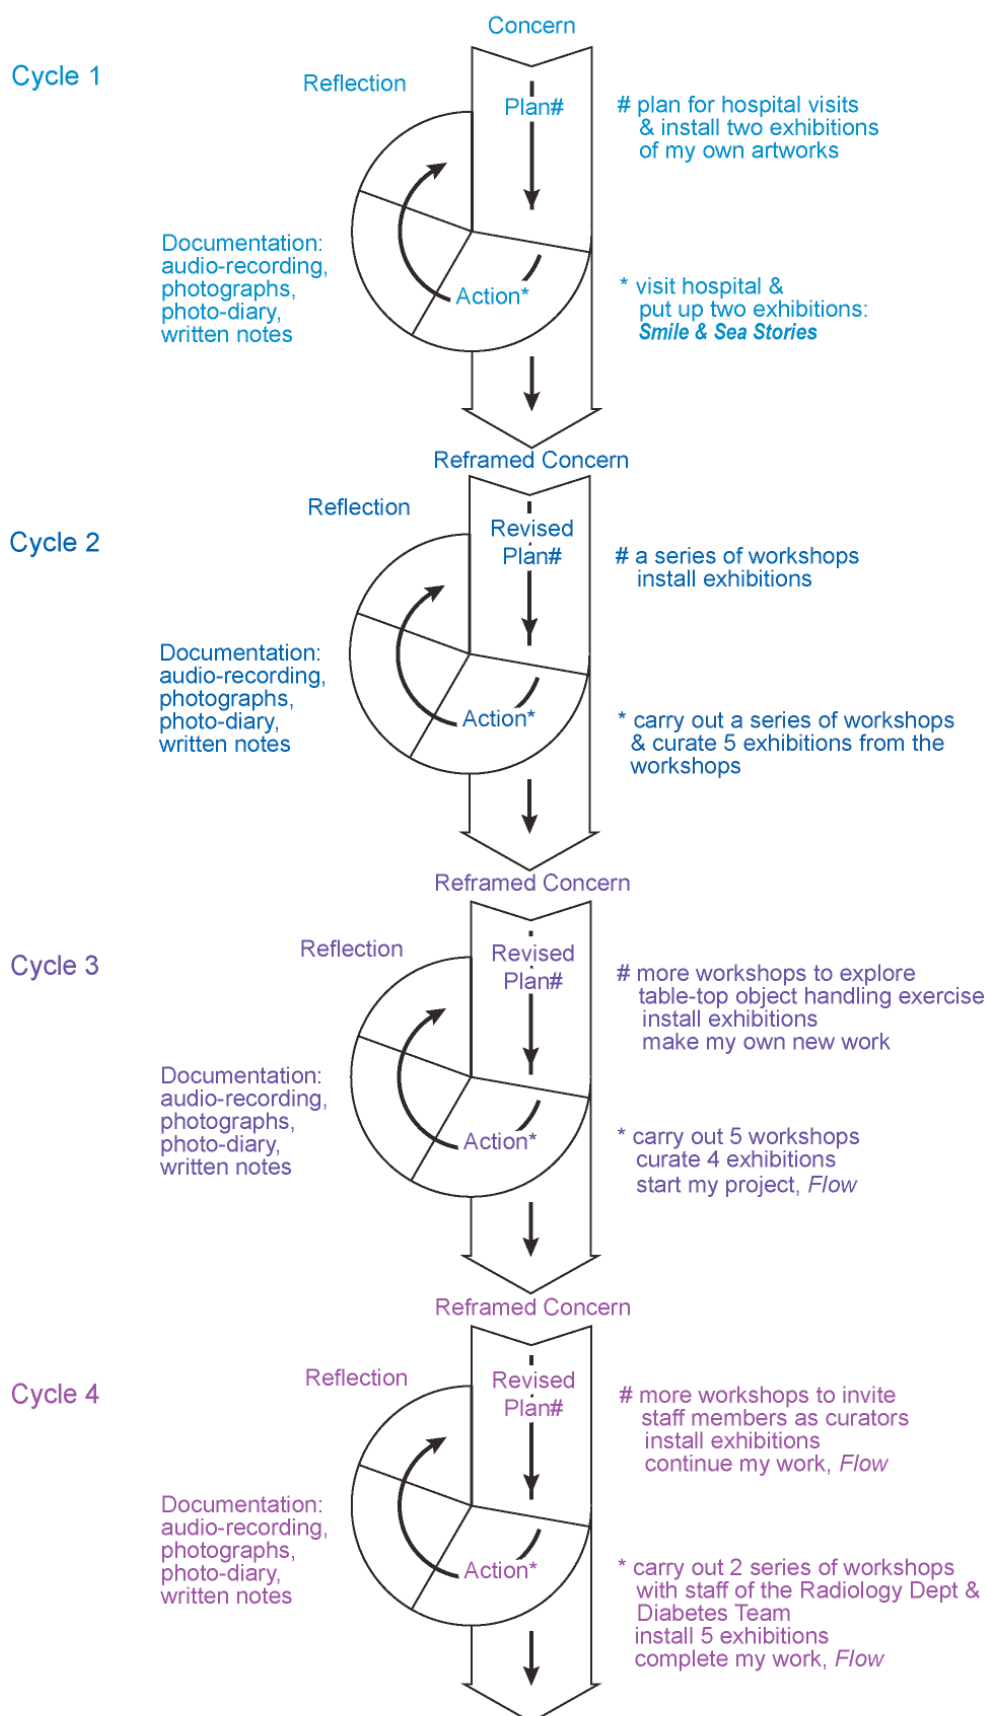 Concern
Cycle 1
Reflection
Plan#
# plan for hospital visits
& install two exhibitions
of my own artworks
Documentation:
audio-recording,
photographs,
photo-diary,
written notes
Action*
* visit hospital &
put up two exhibitions:
Smile & Sea Stories
Reframed Concern
Cycle 2
Reflection
Revised
Plan#
# a series of workshops
install exhibitions
Documentation:
audio-recording,
photographs,
photo-diary,
written notes
Action*
* carry out a series of workshops
& curate 5 exhibitions from the
workshops
Reframed Concern
Cycle 3
Reflection
Revised
Plan#
# more workshops to explore
table-top object handling exercise
install exhibitions
make my own new work
Documentation:
audio-recording,
photographs,
photo-diary,
written notes
Action*
* carry out 5 workshops
curate 4 exhibitions
start my project, Flow
Reframed Concern
Cycle 4
Reflection
Revised
Plan#
# more workshops to invite
staff members as curators
install exhibitions
continue my work, Flow
Documentation:
audio-recording,
photographs,
photo-diary,
written notes
Action*
* carry out 2 series of workshops
with staff of the Radiology Dept &
Diabetes Team
install 5 exhibitions
complete my work, Flow